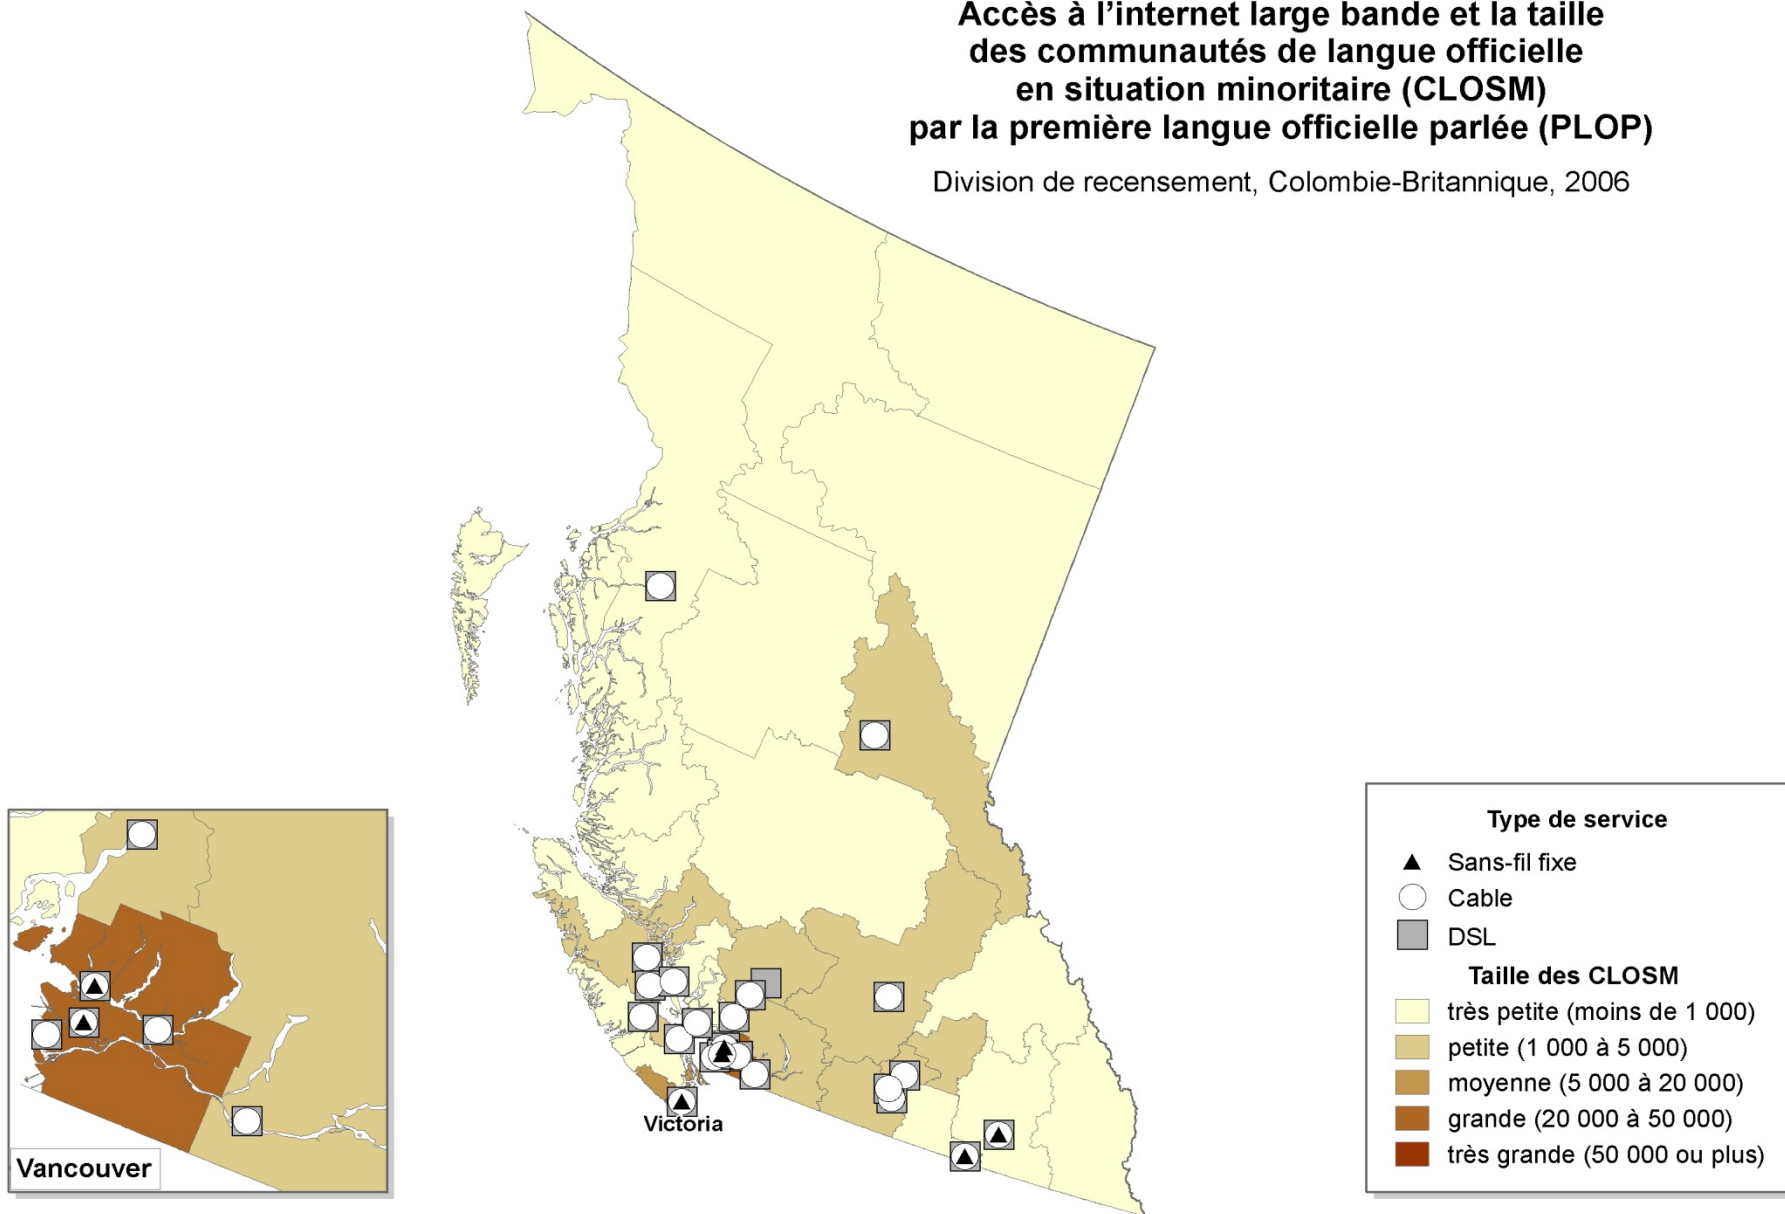 Accès à l’internet large bande et la taille
des communautés de langue officielle
en situation minoritaire (CLOSM)
par la première langue officielle parlée (PLOP)
Division de recensement, Colombie-Britannique, 2006
Victoria
Vancouver
Type de service
Sans-fil fixe
Cable
DSL
Taille des CLOSM
très petite (moins de 1 000)
petite (1 000 à 5 000)
moyenne (5 000 à 20 000)
grande (20 000 à 50 000)
très grande (50 000 ou plus)